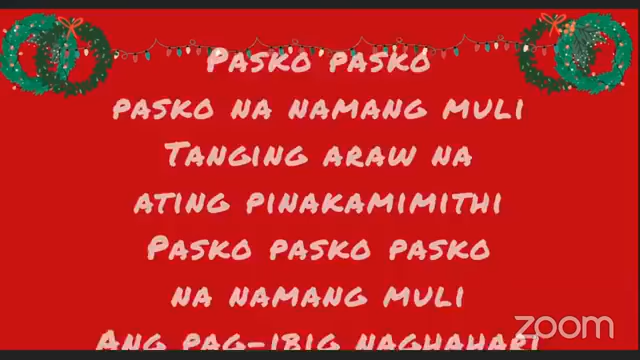 Pasko pasko
pasko na namang muli
Tanging araw na
ating pinakamimithi
Pasko pasko pasko
na namang muli
Ang pag-ibig naghahari
zoom